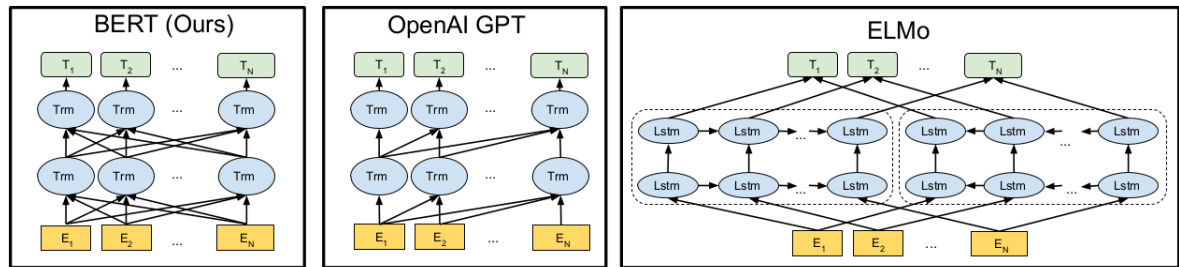 BERT (Ours)
T1 T2 ... TN
Trm Trm ... Trm
Trm Trm ... Trm
E1 E2 ... EN
OpenAI GPT
T1 T2 ... TN
Trm Trm ... Trm
Trm Trm ... Trm
E1 E2 ... EN
ELMo
T1 T2 ... TN
Lstm Lstm ... Lstm Lstm Lstm ... Lstm
Lstm Lstm ... Lstm Lstm Lstm ... Lstm
E1 E2 ... EN